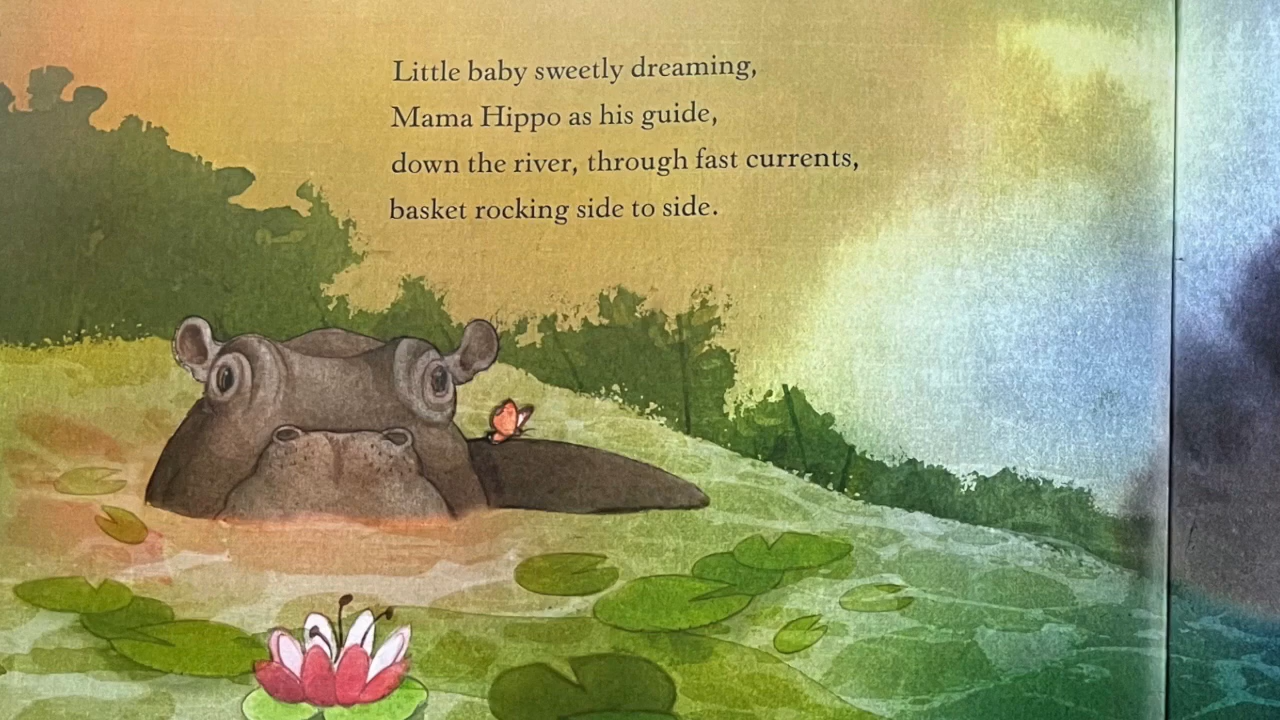 Little baby sweetly dreaming,
Mama Hippo as his guide,
down the river, through fast currents,
basket rocking side to side.